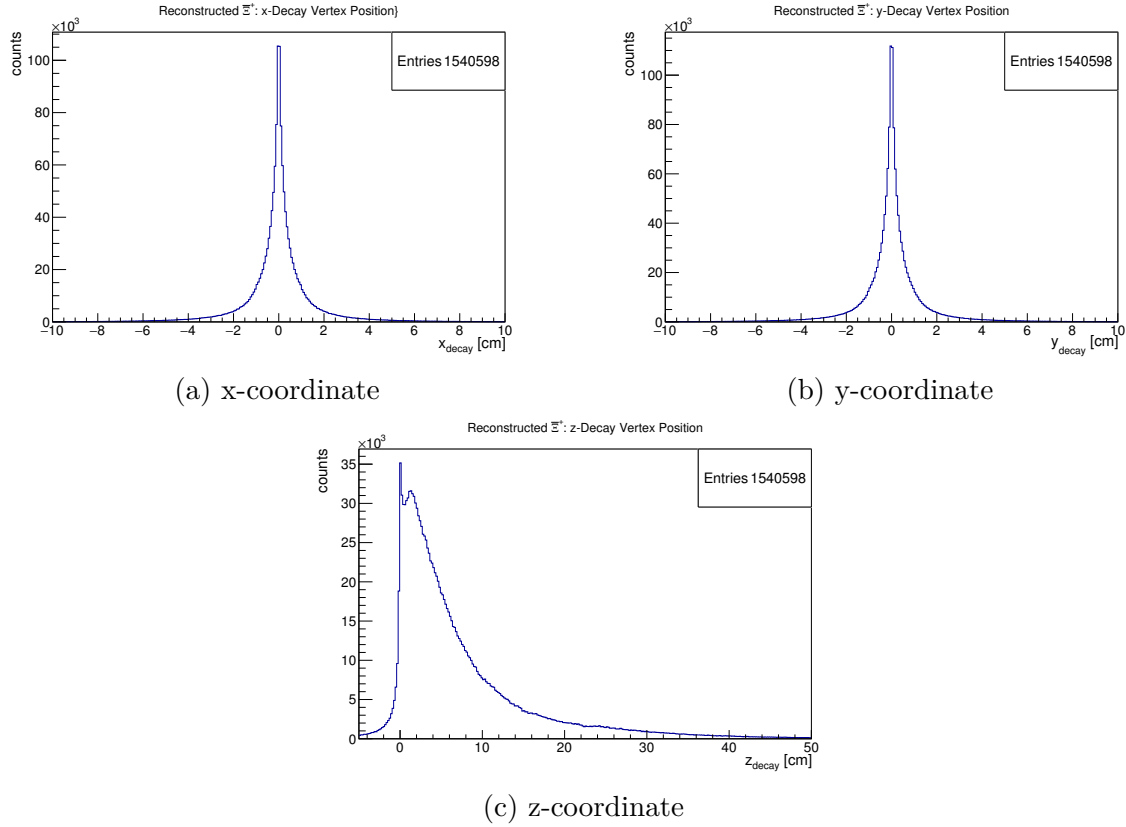 Reconstructed Ξ̅⁺: x-Decay Vertex Position}
×10³
counts
Entries 1540598
100
80
60
40
20
0
−10 −8 −6 −4 −2 0 2 4 6 8 10
x_decay [cm]
(a) x-coordinate
Reconstructed Ξ̅⁺: y-Decay Vertex Position
×10³
counts
Entries 1540598
100
80
60
40
20
0
−10 −8 −6 −4 −2 0 2 4 6 8 10
y_decay [cm]
(b) y-coordinate
Reconstructed Ξ̅⁺: z-Decay Vertex Position
×10³
counts
Entries 1540598
35
30
25
20
15
10
5
0
0 10 20 30 40 50
z_decay [cm]
(c) z-coordinate